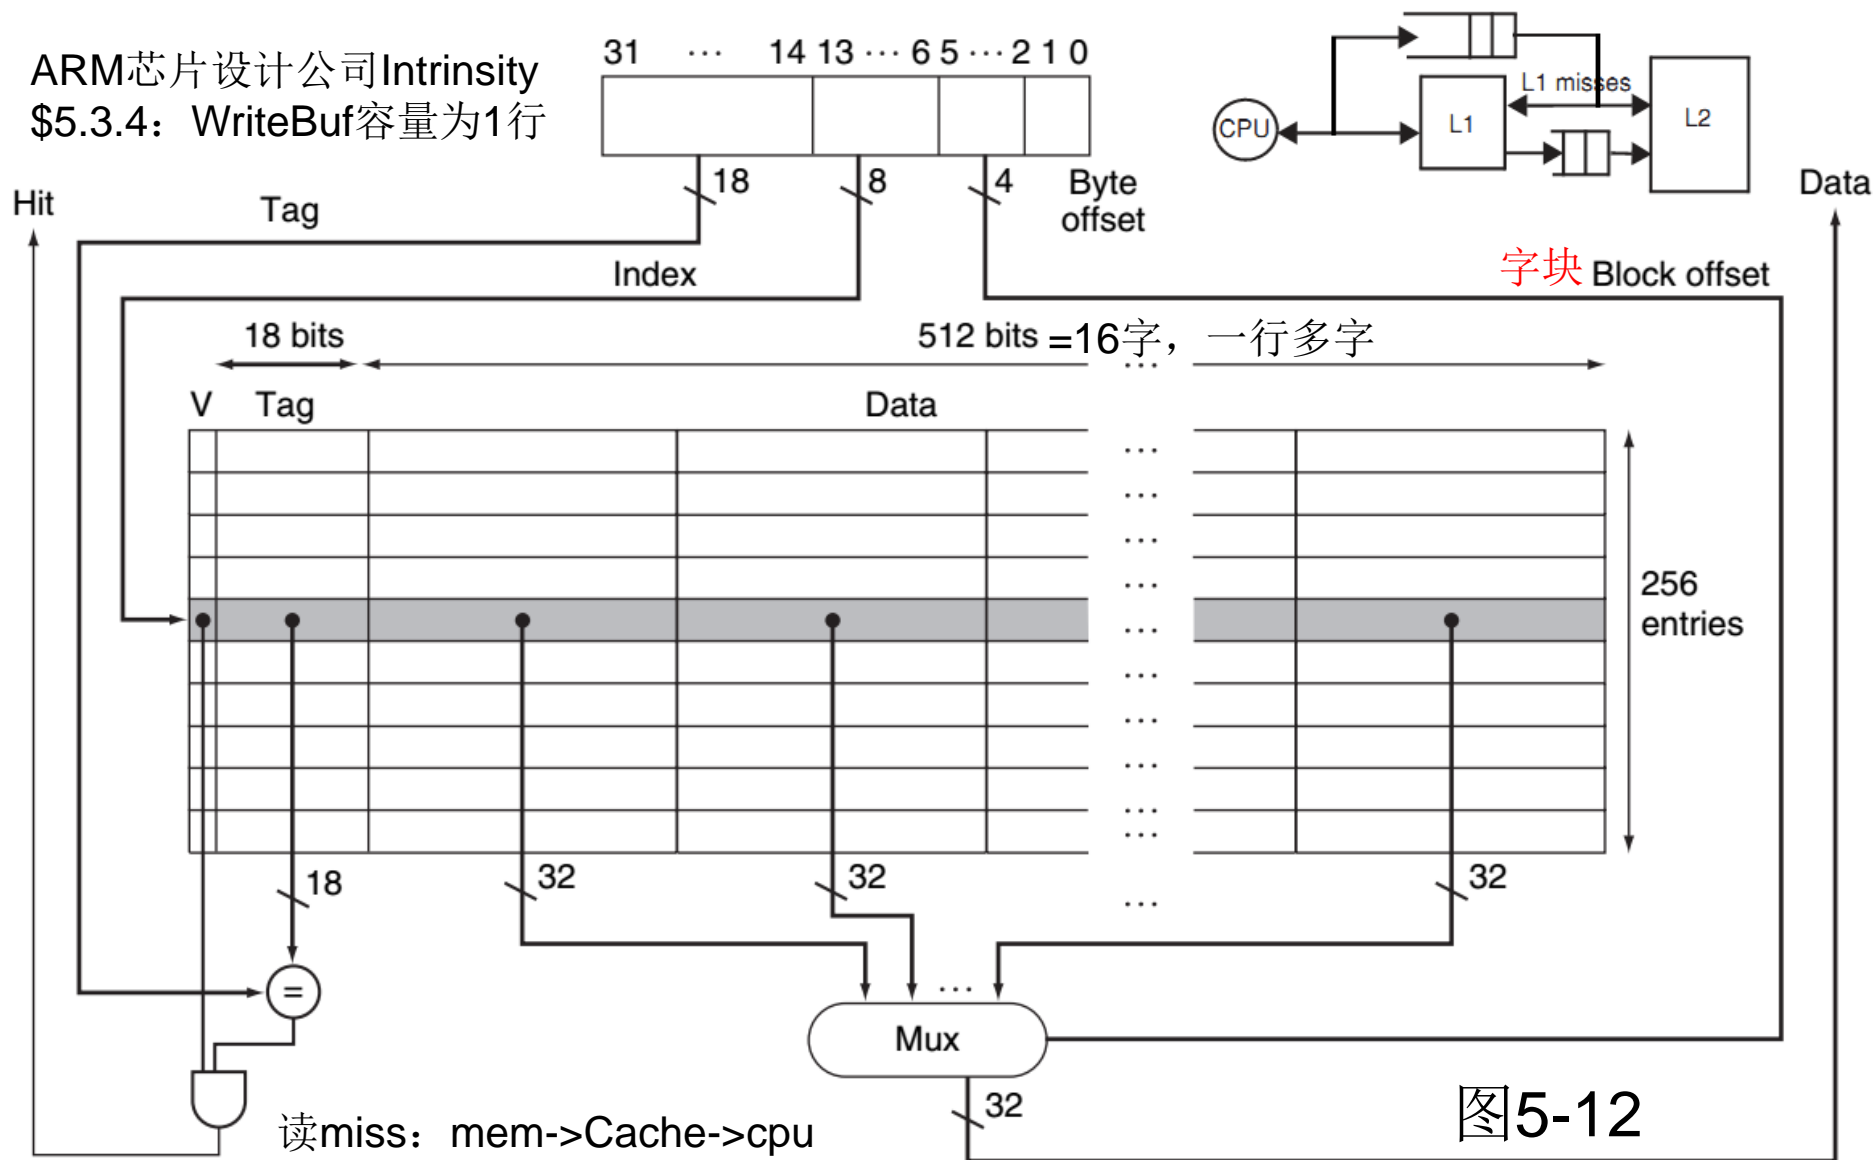 ARM芯片设计公司Intrinsity
$5.3.4：WriteBuf容量为1行
31 ··· 14 13 ··· 6 5 ··· 2 1 0
L1 misses
CPU
L1
L2
18
8
4
Byte
offset
Hit
Tag
Data
Index
字块 Block offset
18 bits
512 bits =16字，一行多字
...
V Tag Data
...
...
...
...
...
...
...
...
...
...
256
entries
18
32
32
...
32
=
...
Mux
32
读miss：mem->Cache->cpu
图5-12